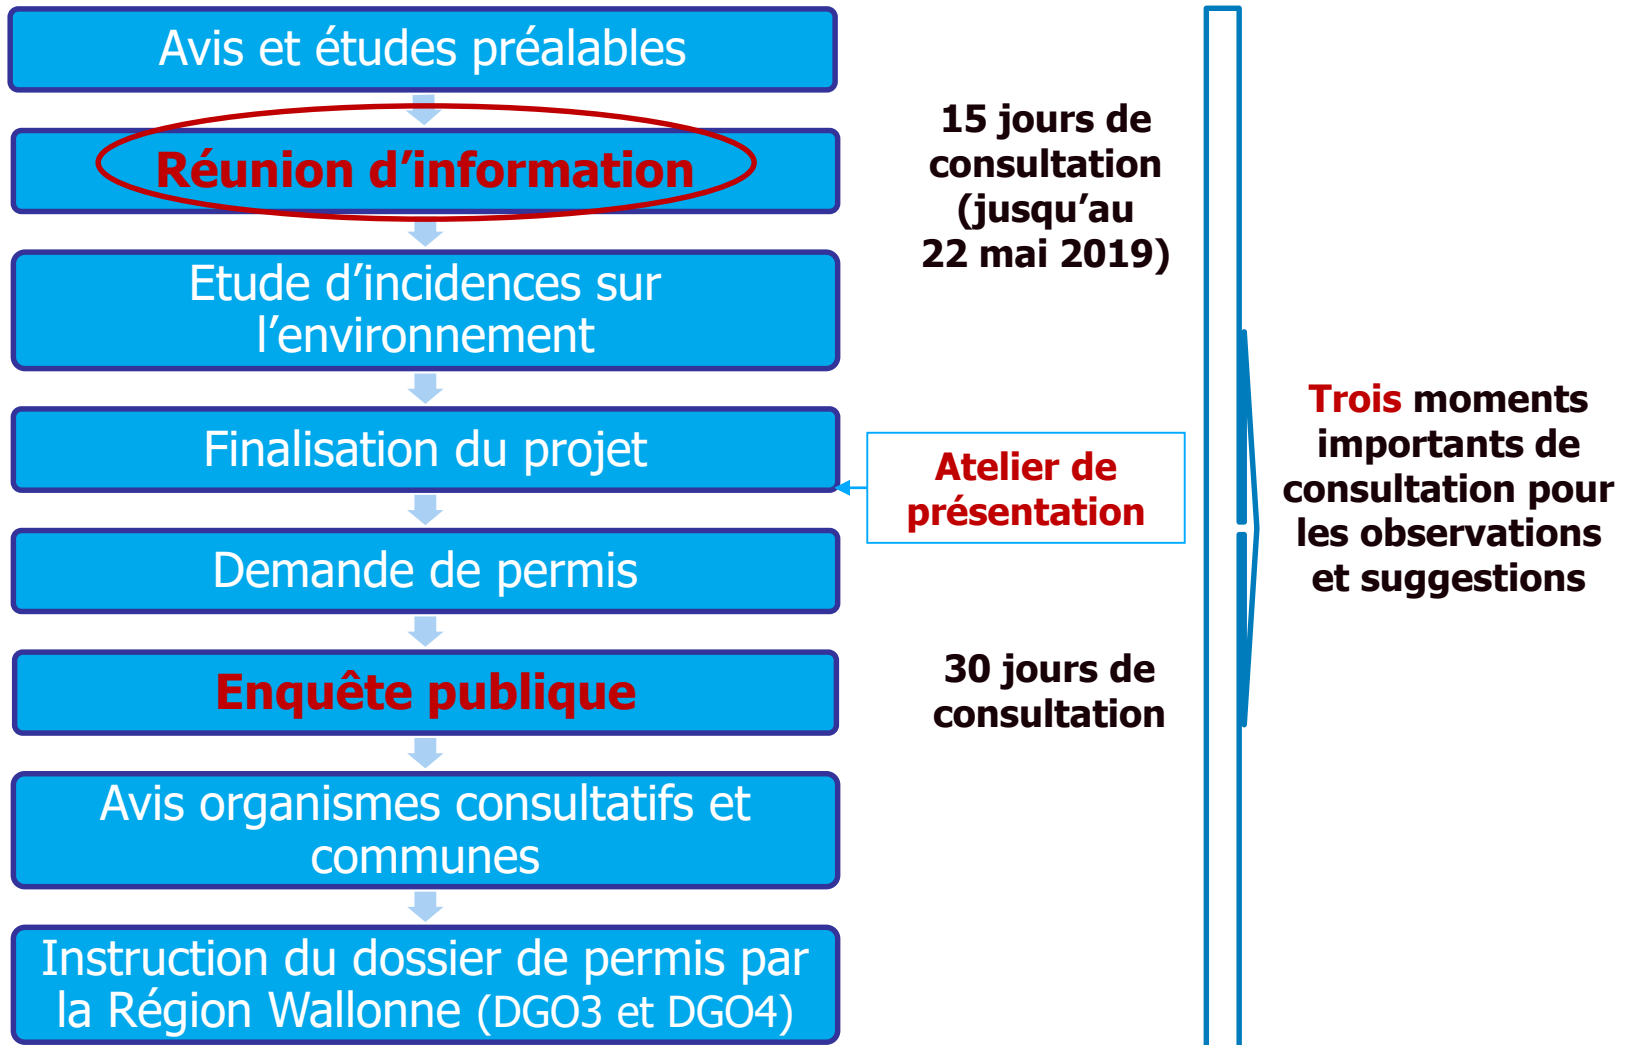 Avis et études préalables
Réunion d’information
15 jours de
consultation
(jusqu’au
22 mai 2019)
Etude d’incidences sur
l’environnement
Finalisation du projet
Atelier de
présentation
Trois moments
importants de
consultation pour
les observations
et suggestions
Demande de permis
Enquête publique
30 jours de
consultation
Avis organismes consultatifs et
communes
Instruction du dossier de permis par
la Région Wallonne (DGO3 et DGO4)